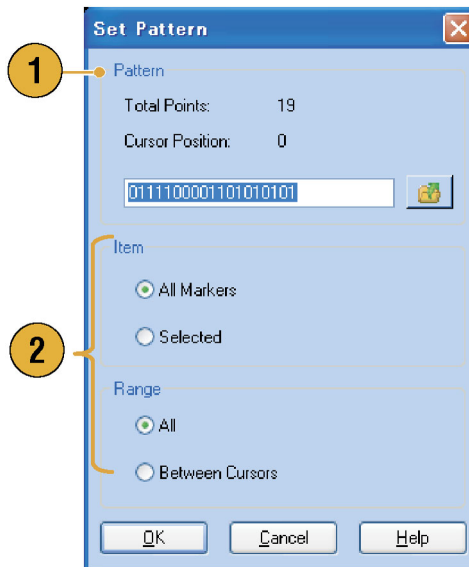 Set Pattern
1
Pattern
Total Points: 19
Cursor Position: 0
0111100001101010101
Item
All Markers
Selected
2
Range
All
Between Cursors
OK Cancel Help